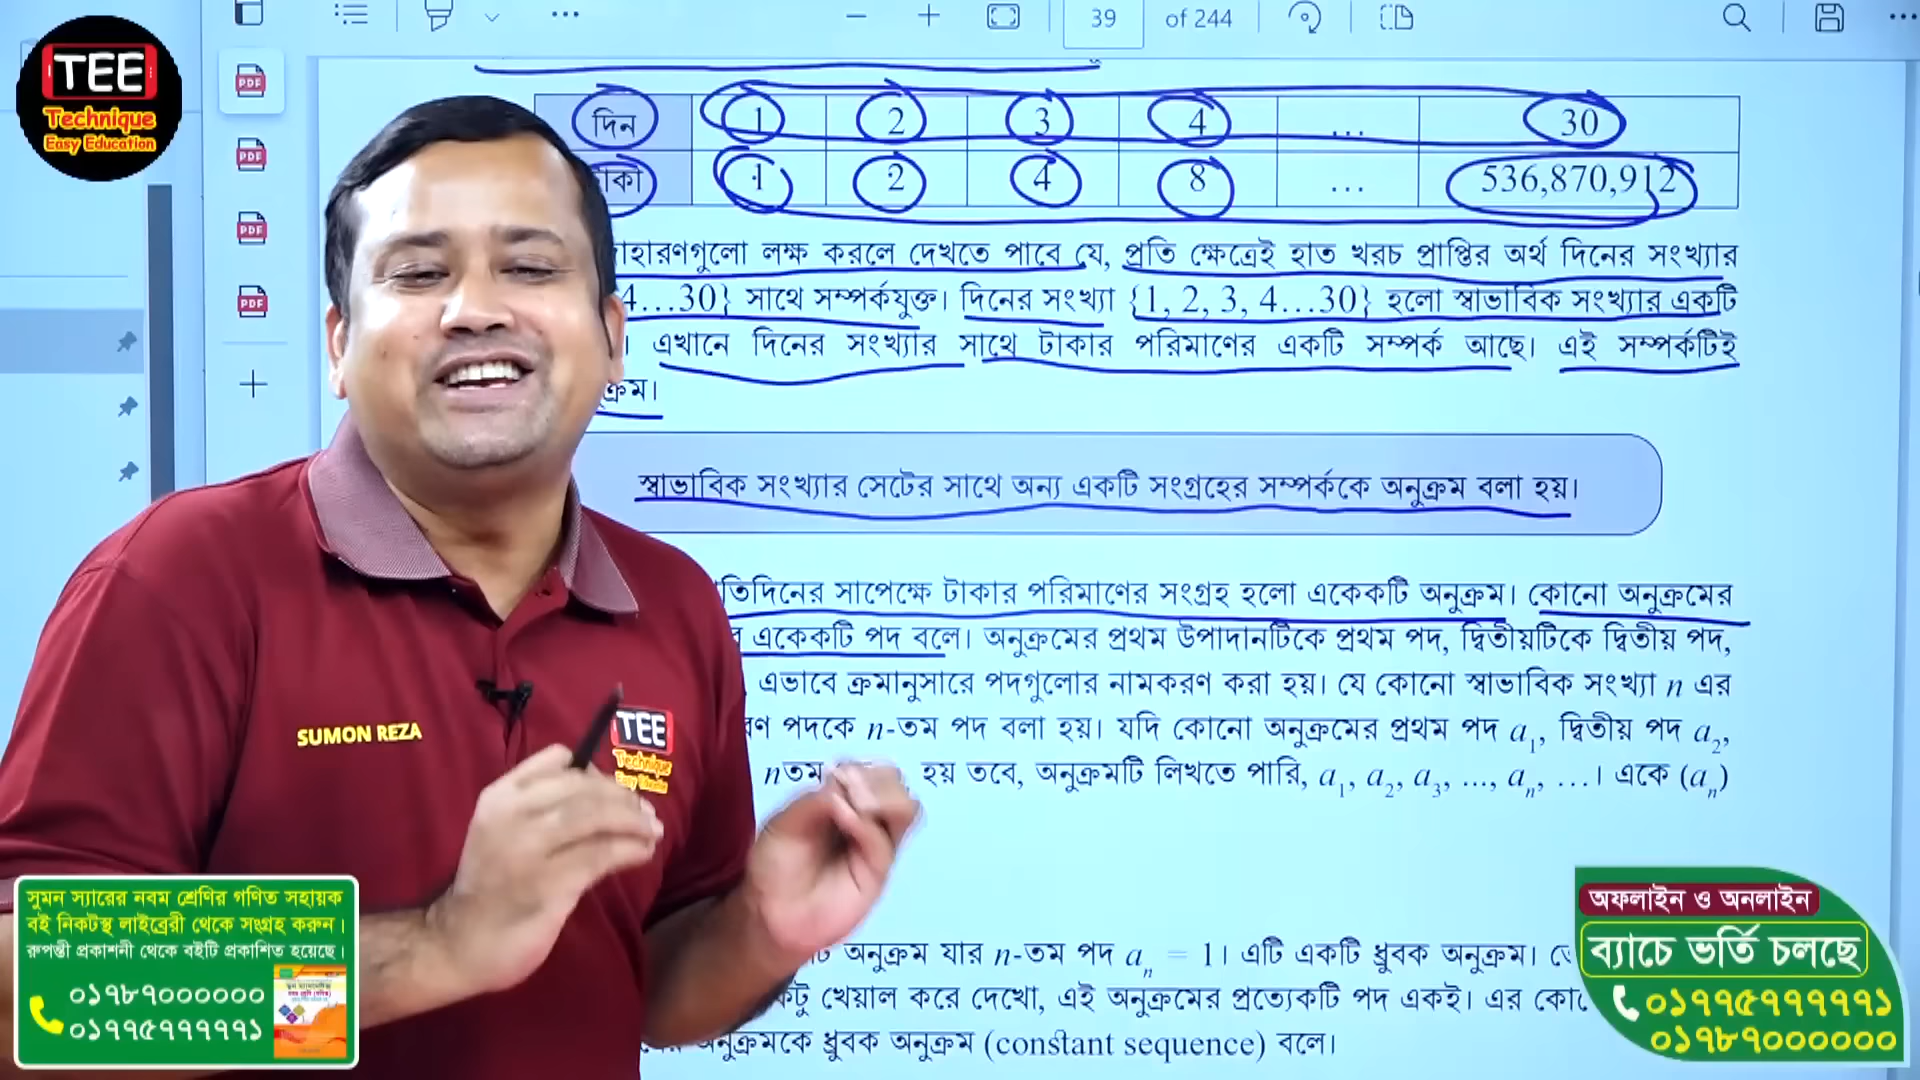 39 of 244
TEE
Technique
Easy Education
PDF
PDF
PDF
PDF
দিন 1 2 3 4 ... 30
1 2 4 8 ... 536,870,912
লক্ষ করলে দেখতে পাবে যে, প্রতি ক্ষেত্রেই হাত খরচ প্রাপ্তির অর্থ দিনের সংখ্যার
4...30} সাথে সম্পর্কযুক্ত। দিনের সংখ্যা {1, 2, 3, 4...30} হলো স্বাভাবিক সংখ্যার একটি
এখানে দিনের সংখ্যার সাথে টাকার পরিমাণের একটি সম্পর্ক আছে। এই সম্পর্কটিই
ক্রম।
স্বাভাবিক সংখ্যার সেটের সাথে অন্য একটি সংগ্রহের সম্পর্ককে অনুক্রম বলা হয়।
তিদিনের সাপেক্ষে টাকার পরিমাণের সংগ্রহ হলো একেকটি অনুক্রম। কোনো অনুক্রমের
একেকটি পদ বলে। অনুক্রমের প্রথম উপাদানটিকে প্রথম পদ, দ্বিতীয়টিকে দ্বিতীয় পদ,
এভাবে ক্রমানুসারে পদগুলোর নামকরণ করা হয়। যে কোনো স্বাভাবিক সংখ্যা n এর
পদকে n-তম পদ বলা হয়। যদি কোনো অনুক্রমের প্রথম পদ a₁, দ্বিতীয় পদ a₂,
nতম হয় তবে, অনুক্রমটি লিখতে পারি, a₁, a₂, a₃, ..., aₙ, ...। একে (aₙ)
অনুক্রম যার n-তম পদ aₙ = 1। এটি একটি ধ্রুবক অনুক্রম।
খেয়াল করে দেখো, এই অনুক্রমের প্রত্যেকটি পদ একই। এর
অনুক্রমকে ধ্রুবক অনুক্রম (constant sequence) বলে।
SUMON REZA
TEE
Technique
সুমন স্যারের নবম শ্রেণির গণিত সহায়ক
বই নিকটস্থ লাইব্রেরী থেকে সংগ্রহ করুন।
রুপন্তী প্রকাশনী থেকে বইটি প্রকাশিত হয়েছে।
০১৭৮৭০০০০০০
০১৭৭৫৭৭৭৭৭১
অফলাইন ও অনলাইন
ব্যাচে ভর্তি চলছে
০১৭৭৫৭৭৭৭৭১
০১৭৮৭০০০০০০